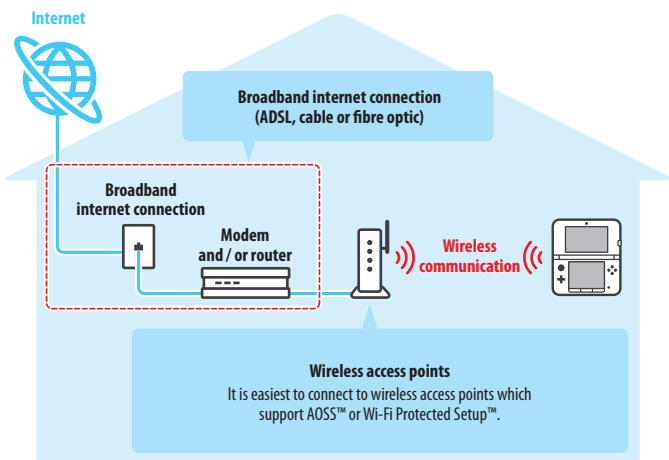 Internet
Broadband internet connection
(ADSL, cable or fibre optic)
Broadband
internet connection
Modem
and / or router
Wireless
communication
Wireless access points
It is easiest to connect to wireless access points which
support AOSS™ or Wi-Fi Protected Setup™.